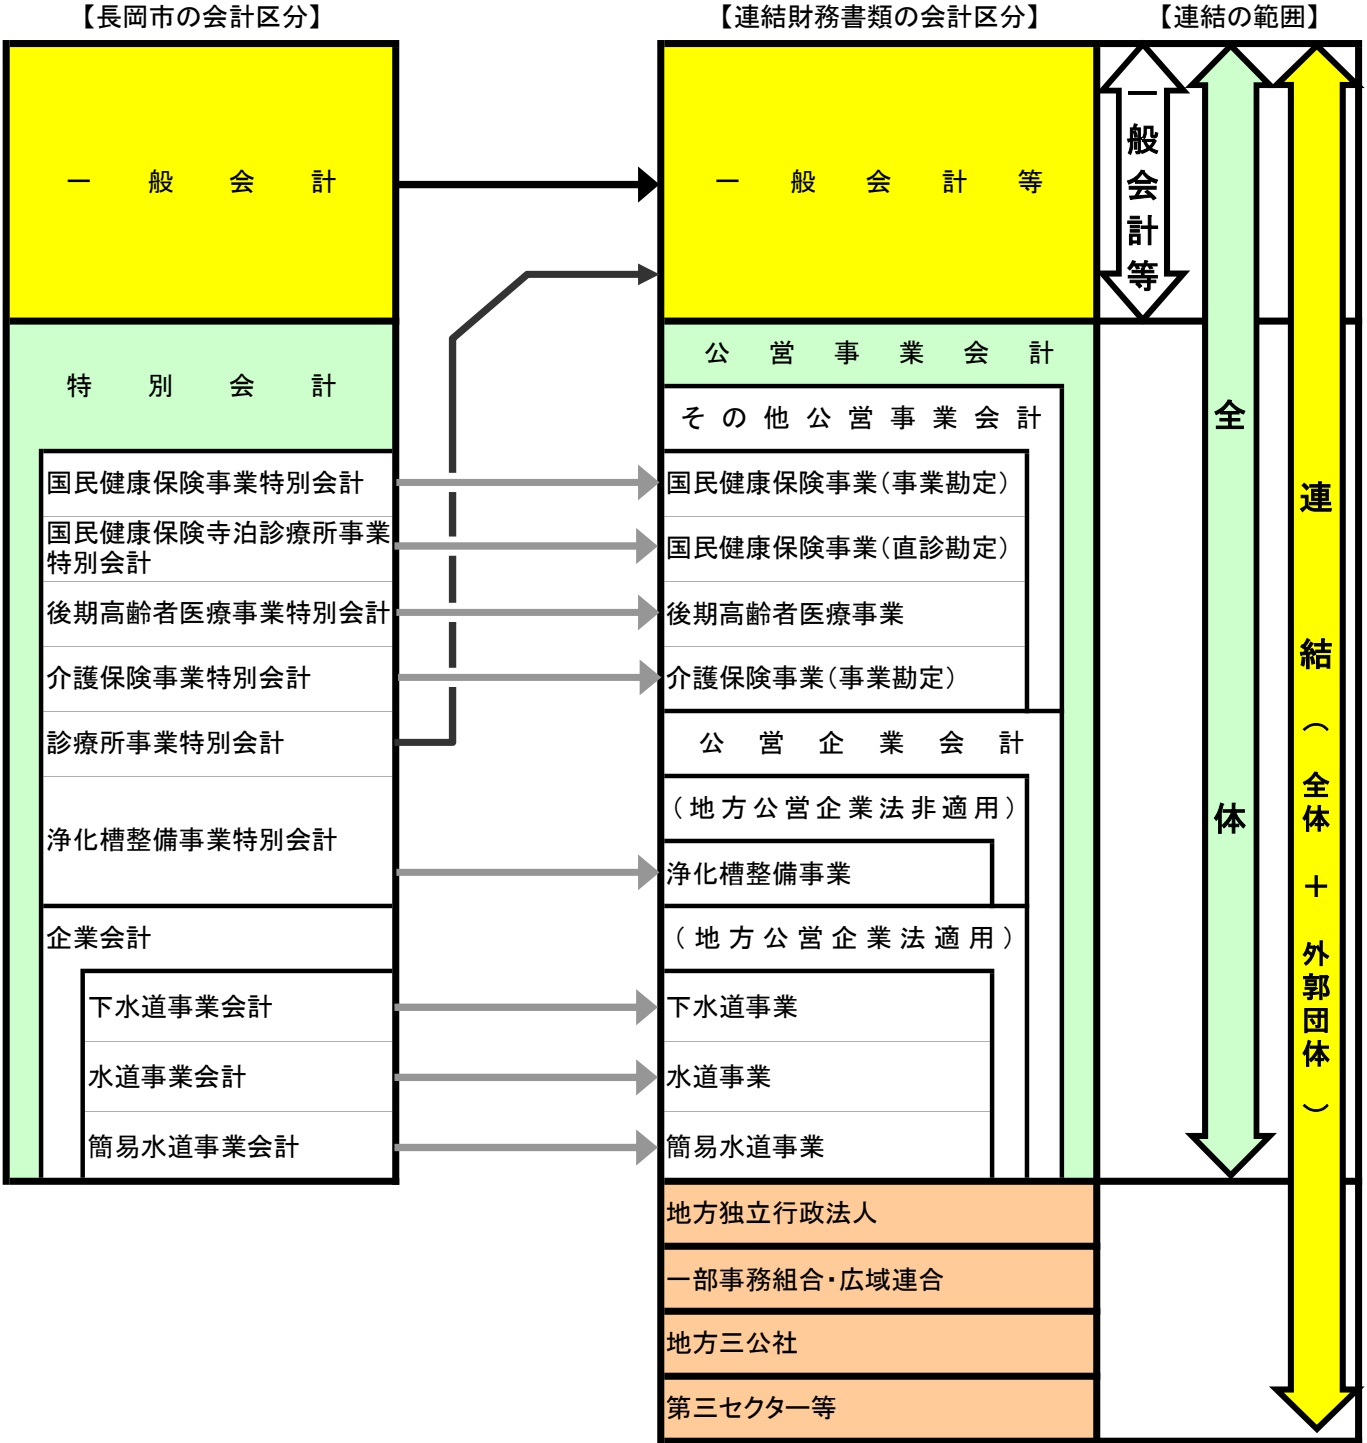 【長岡市の会計区分】
一般会計
特別会計
国民健康保険事業特別会計
国民健康保険寺泊診療所事業
特別会計
後期高齢者医療事業特別会計
介護保険事業特別会計
診療所事業特別会計
浄化槽整備事業特別会計
企業会計
下水道事業会計
水道事業会計
簡易水道事業会計
【連結財務書類の会計区分】
一般会計等
公営事業会計
その他公営事業会計
国民健康保険事業(事業勘定)
国民健康保険事業(直診勘定)
後期高齢者医療事業
介護保険事業(事業勘定)
公営企業会計
(地方公営企業法非適用)
浄化槽整備事業
(地方公営企業法適用)
下水道事業
水道事業
簡易水道事業
地方独立行政法人
一部事務組合・広域連合
地方三公社
第三セクター等
【連結の範囲】
一般会計等
全体
連結(全体+外郭団体)